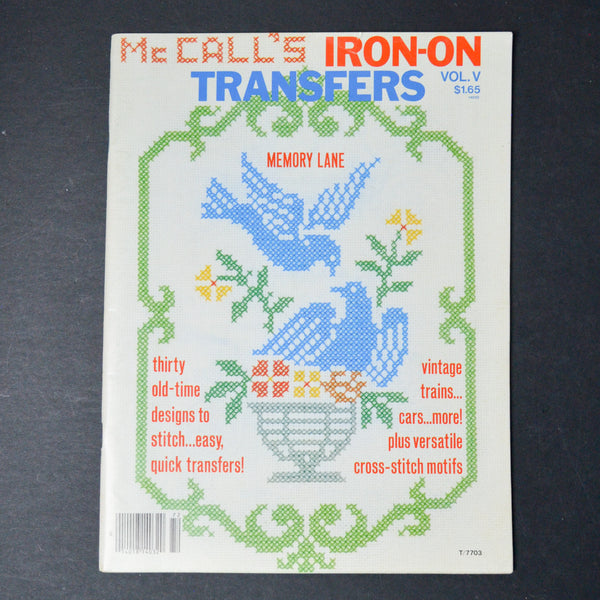 McCALL'S IRON-ON
TRANSFERS
VOL. V
$1.65
MEMORY LANE
thirty
old-time
designs to
stitch...easy,
quick transfers!
vintage
trains...
cars...more!
plus versatile
cross-stitch motifs
T/7703